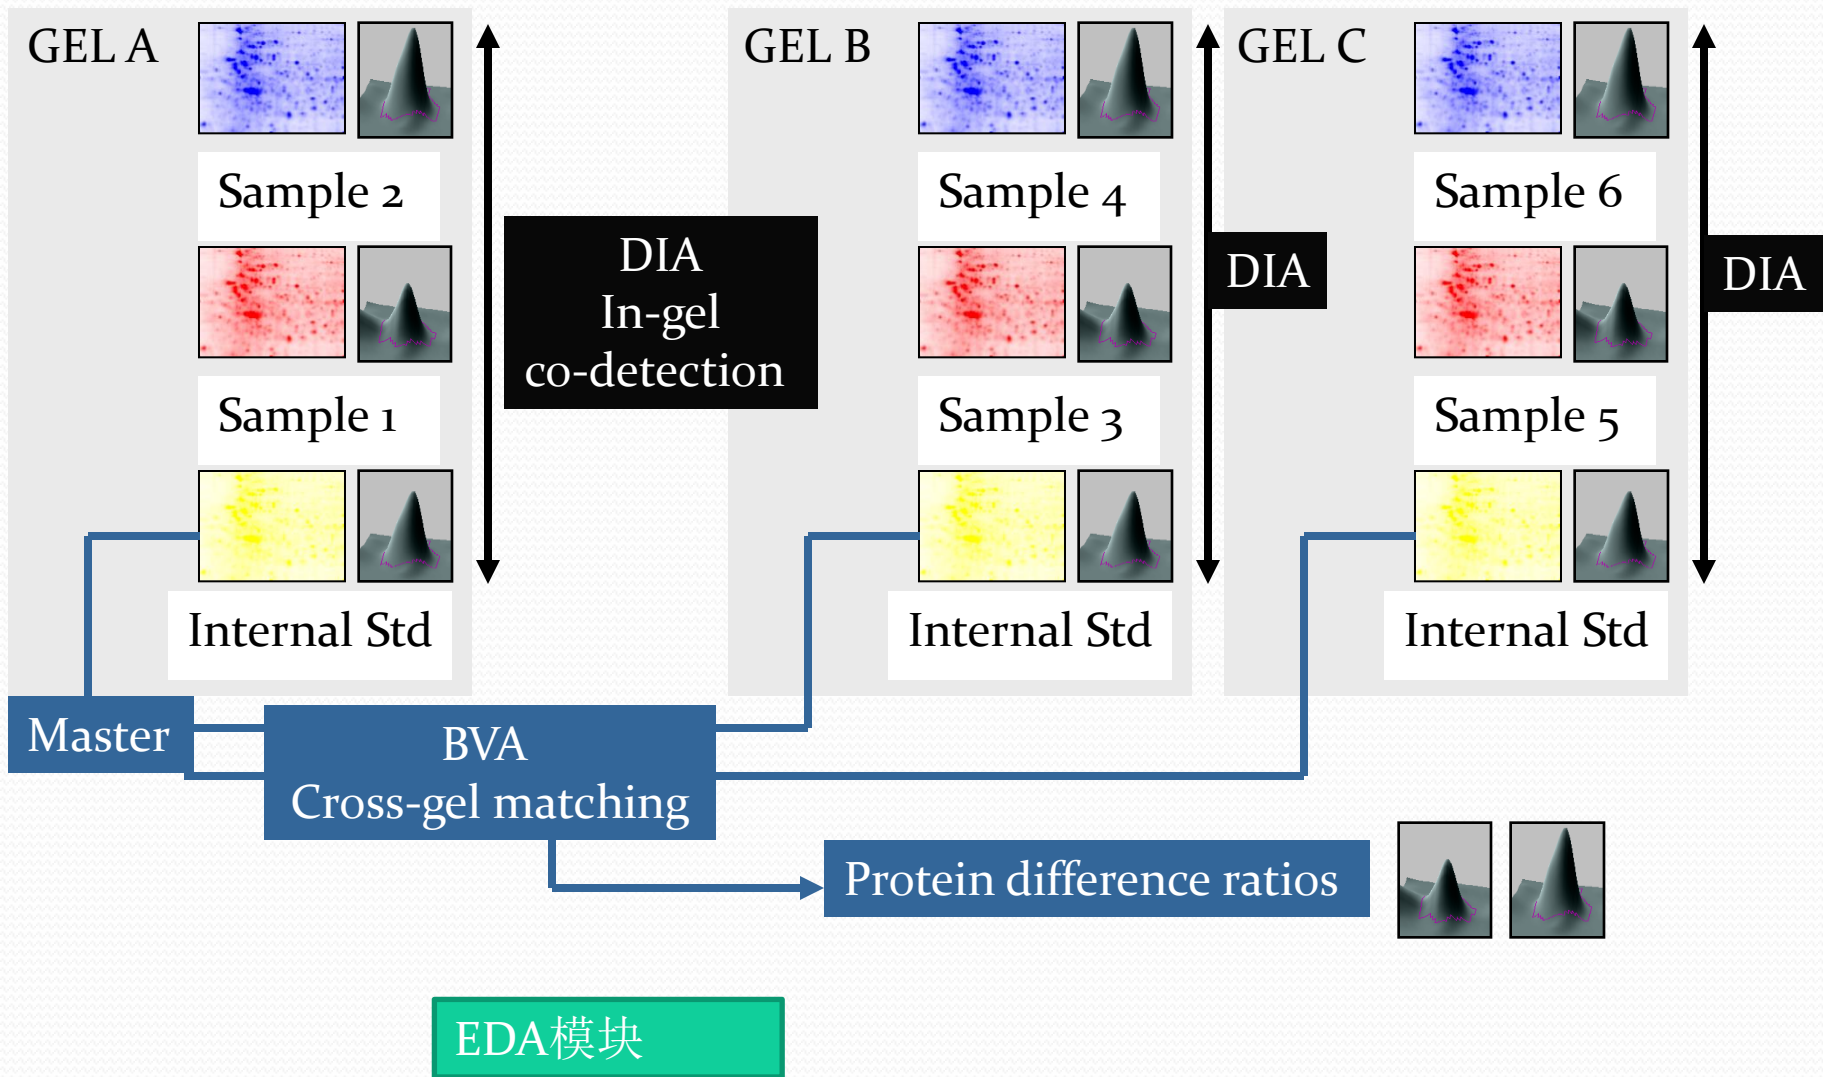 GEL A
Sample 2
Sample 1
Internal Std
DIA
In-gel
co-detection
GEL B
Sample 4
Sample 3
Internal Std
DIA
GEL C
Sample 6
Sample 5
Internal Std
DIA
Master
BVA
Cross-gel matching
Protein difference ratios
EDA模块